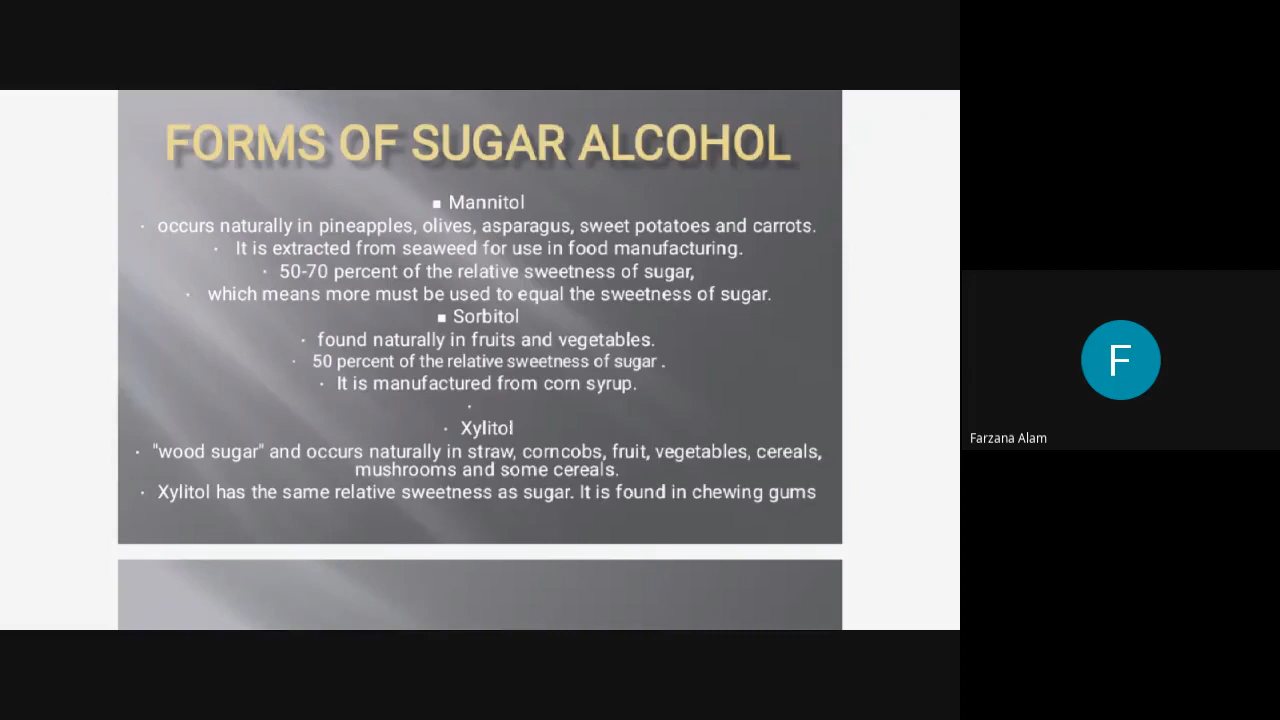 FORMS OF SUGAR ALCOHOL
▪ Mannitol
· occurs naturally in pineapples, olives, asparagus, sweet potatoes and carrots.
· It is extracted from seaweed for use in food manufacturing.
· 50-70 percent of the relative sweetness of sugar,
· which means more must be used to equal the sweetness of sugar.
▪ Sorbitol
· found naturally in fruits and vegetables.
· 50 percent of the relative sweetness of sugar .
· It is manufactured from corn syrup.
·
· Xylitol
· "wood sugar" and occurs naturally in straw, corncobs, fruit, vegetables, cereals,
mushrooms and some cereals.
· Xylitol has the same relative sweetness as sugar. It is found in chewing gums
F
Farzana Alam